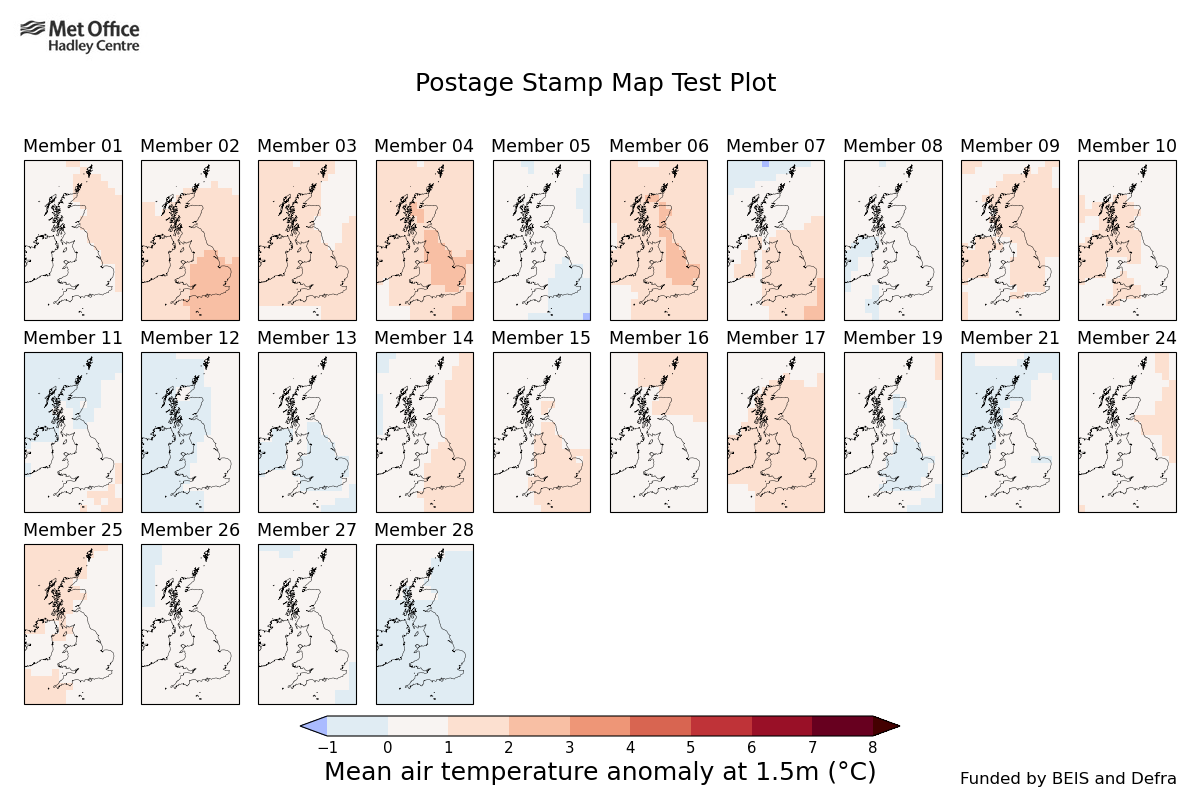 Met Office
Hadley Centre
Postage Stamp Map Test Plot
Member 01 Member 02 Member 03 Member 04 Member 05 Member 06 Member 07 Member 08 Member 09 Member 10
Member 11 Member 12 Member 13 Member 14 Member 15 Member 16 Member 17 Member 19 Member 21 Member 24
Member 25 Member 26 Member 27 Member 28
−1 0 1 2 3 4 5 6 7 8
Mean air temperature anomaly at 1.5m (°C)
Funded by BEIS and Defra